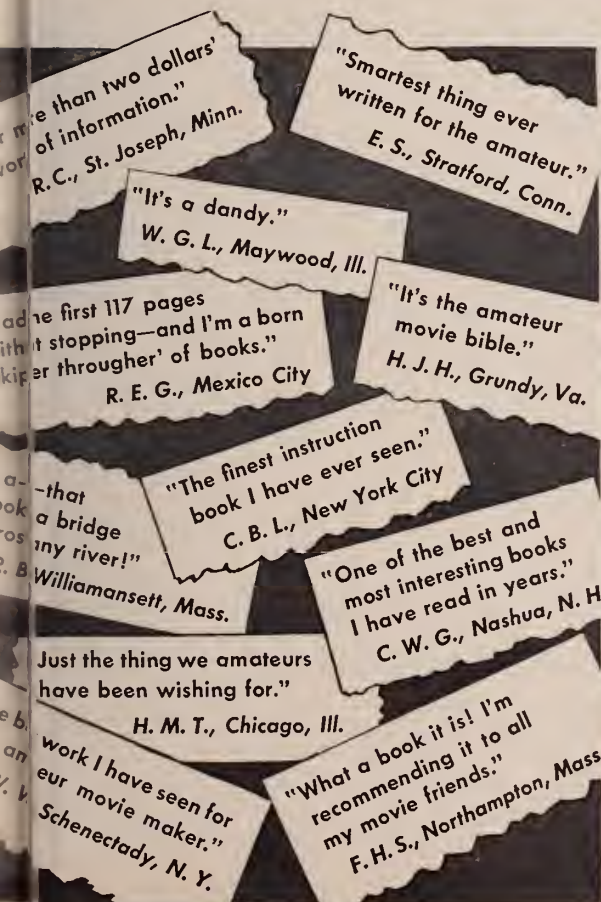 re than two dollars'
of information."
R.C., St. Joseph, Minn.
"Smartest thing ever
written for the amateur."
E. S., Stratford, Conn.
"It's a dandy."
W. G. L., Maywood, Ill.
ne first 117 pages
t stopping—and I'm a born
er througher' of books."
R. E. G., Mexico City
"It's the amateur
movie bible."
H. J. H., Grundy, Va.
"The finest instruction
book I have ever seen."
C. B. L., New York City
—that
a bridge
any river!"
Williamansett, Mass.
"One of the best and
most interesting books
I have read in years."
C. W. G., Nashua, N. H
Just the thing we amateurs
have been wishing for."
H. M. T., Chicago, Ill.
work I have seen for
eur movie maker."
Schenectady, N. Y.
"What a book it is! I'm
recommending it to all
my movie friends."
F. H. S., Northampton, Mass